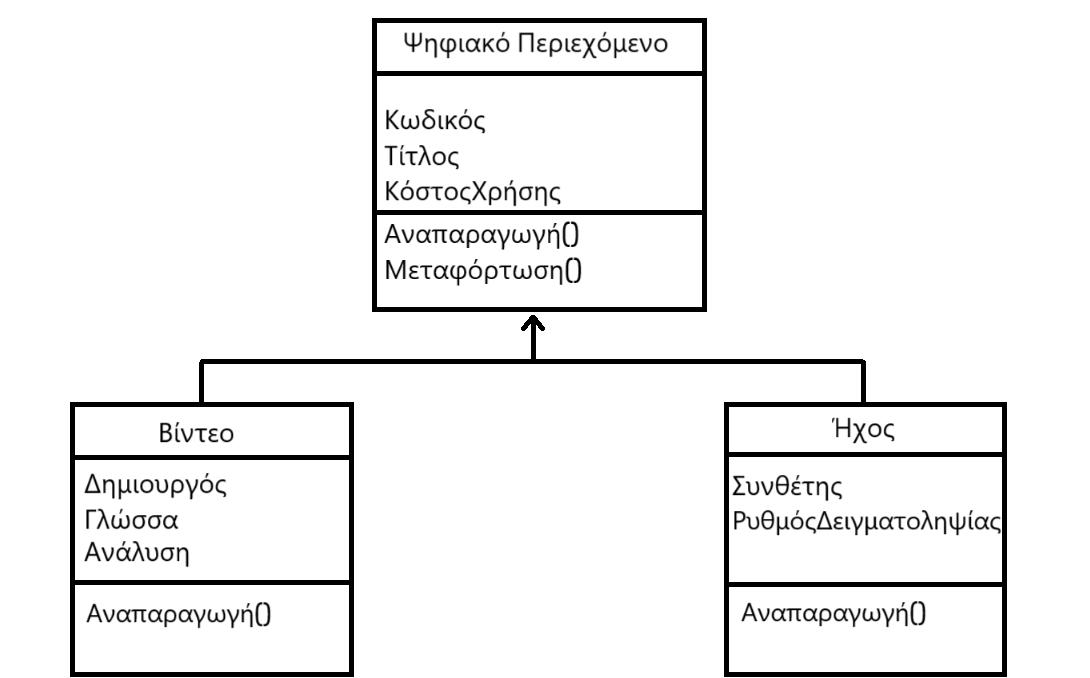 Ψηφιακό Περιεχόμενο
Κωδικός
Τίτλος
ΚόστοςΧρήσης
Αναπαραγωγή()
Μεταφόρτωση()
Βίντεο
Δημιουργός
Γλώσσα
Ανάλυση
Αναπαραγωγή()
Ήχος
Συνθέτης
ΡυθμόςΔειγματοληψίας
Αναπαραγωγή()